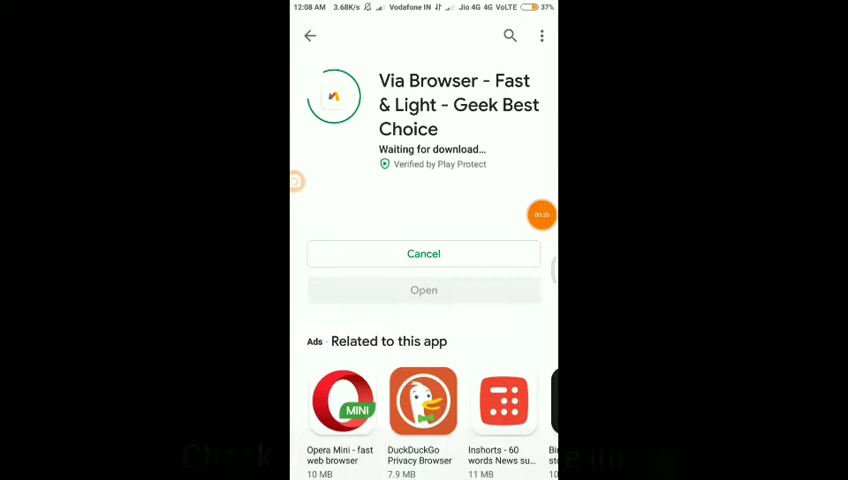 12:08 AM 3.68K/s Vodafone IN Jio 4G 4G VoLTE 37%
Via Browser - Fast
& Light - Geek Best
Choice
Waiting for download...
Verified by Play Protect
00:30
Cancel
Open
Ads · Related to this app
MINI
Opera Mini - fast
web browser
10 MB
DuckDuckGo
Privacy Browser
7.9 MB
Inshorts - 60
words News su...
11 MB